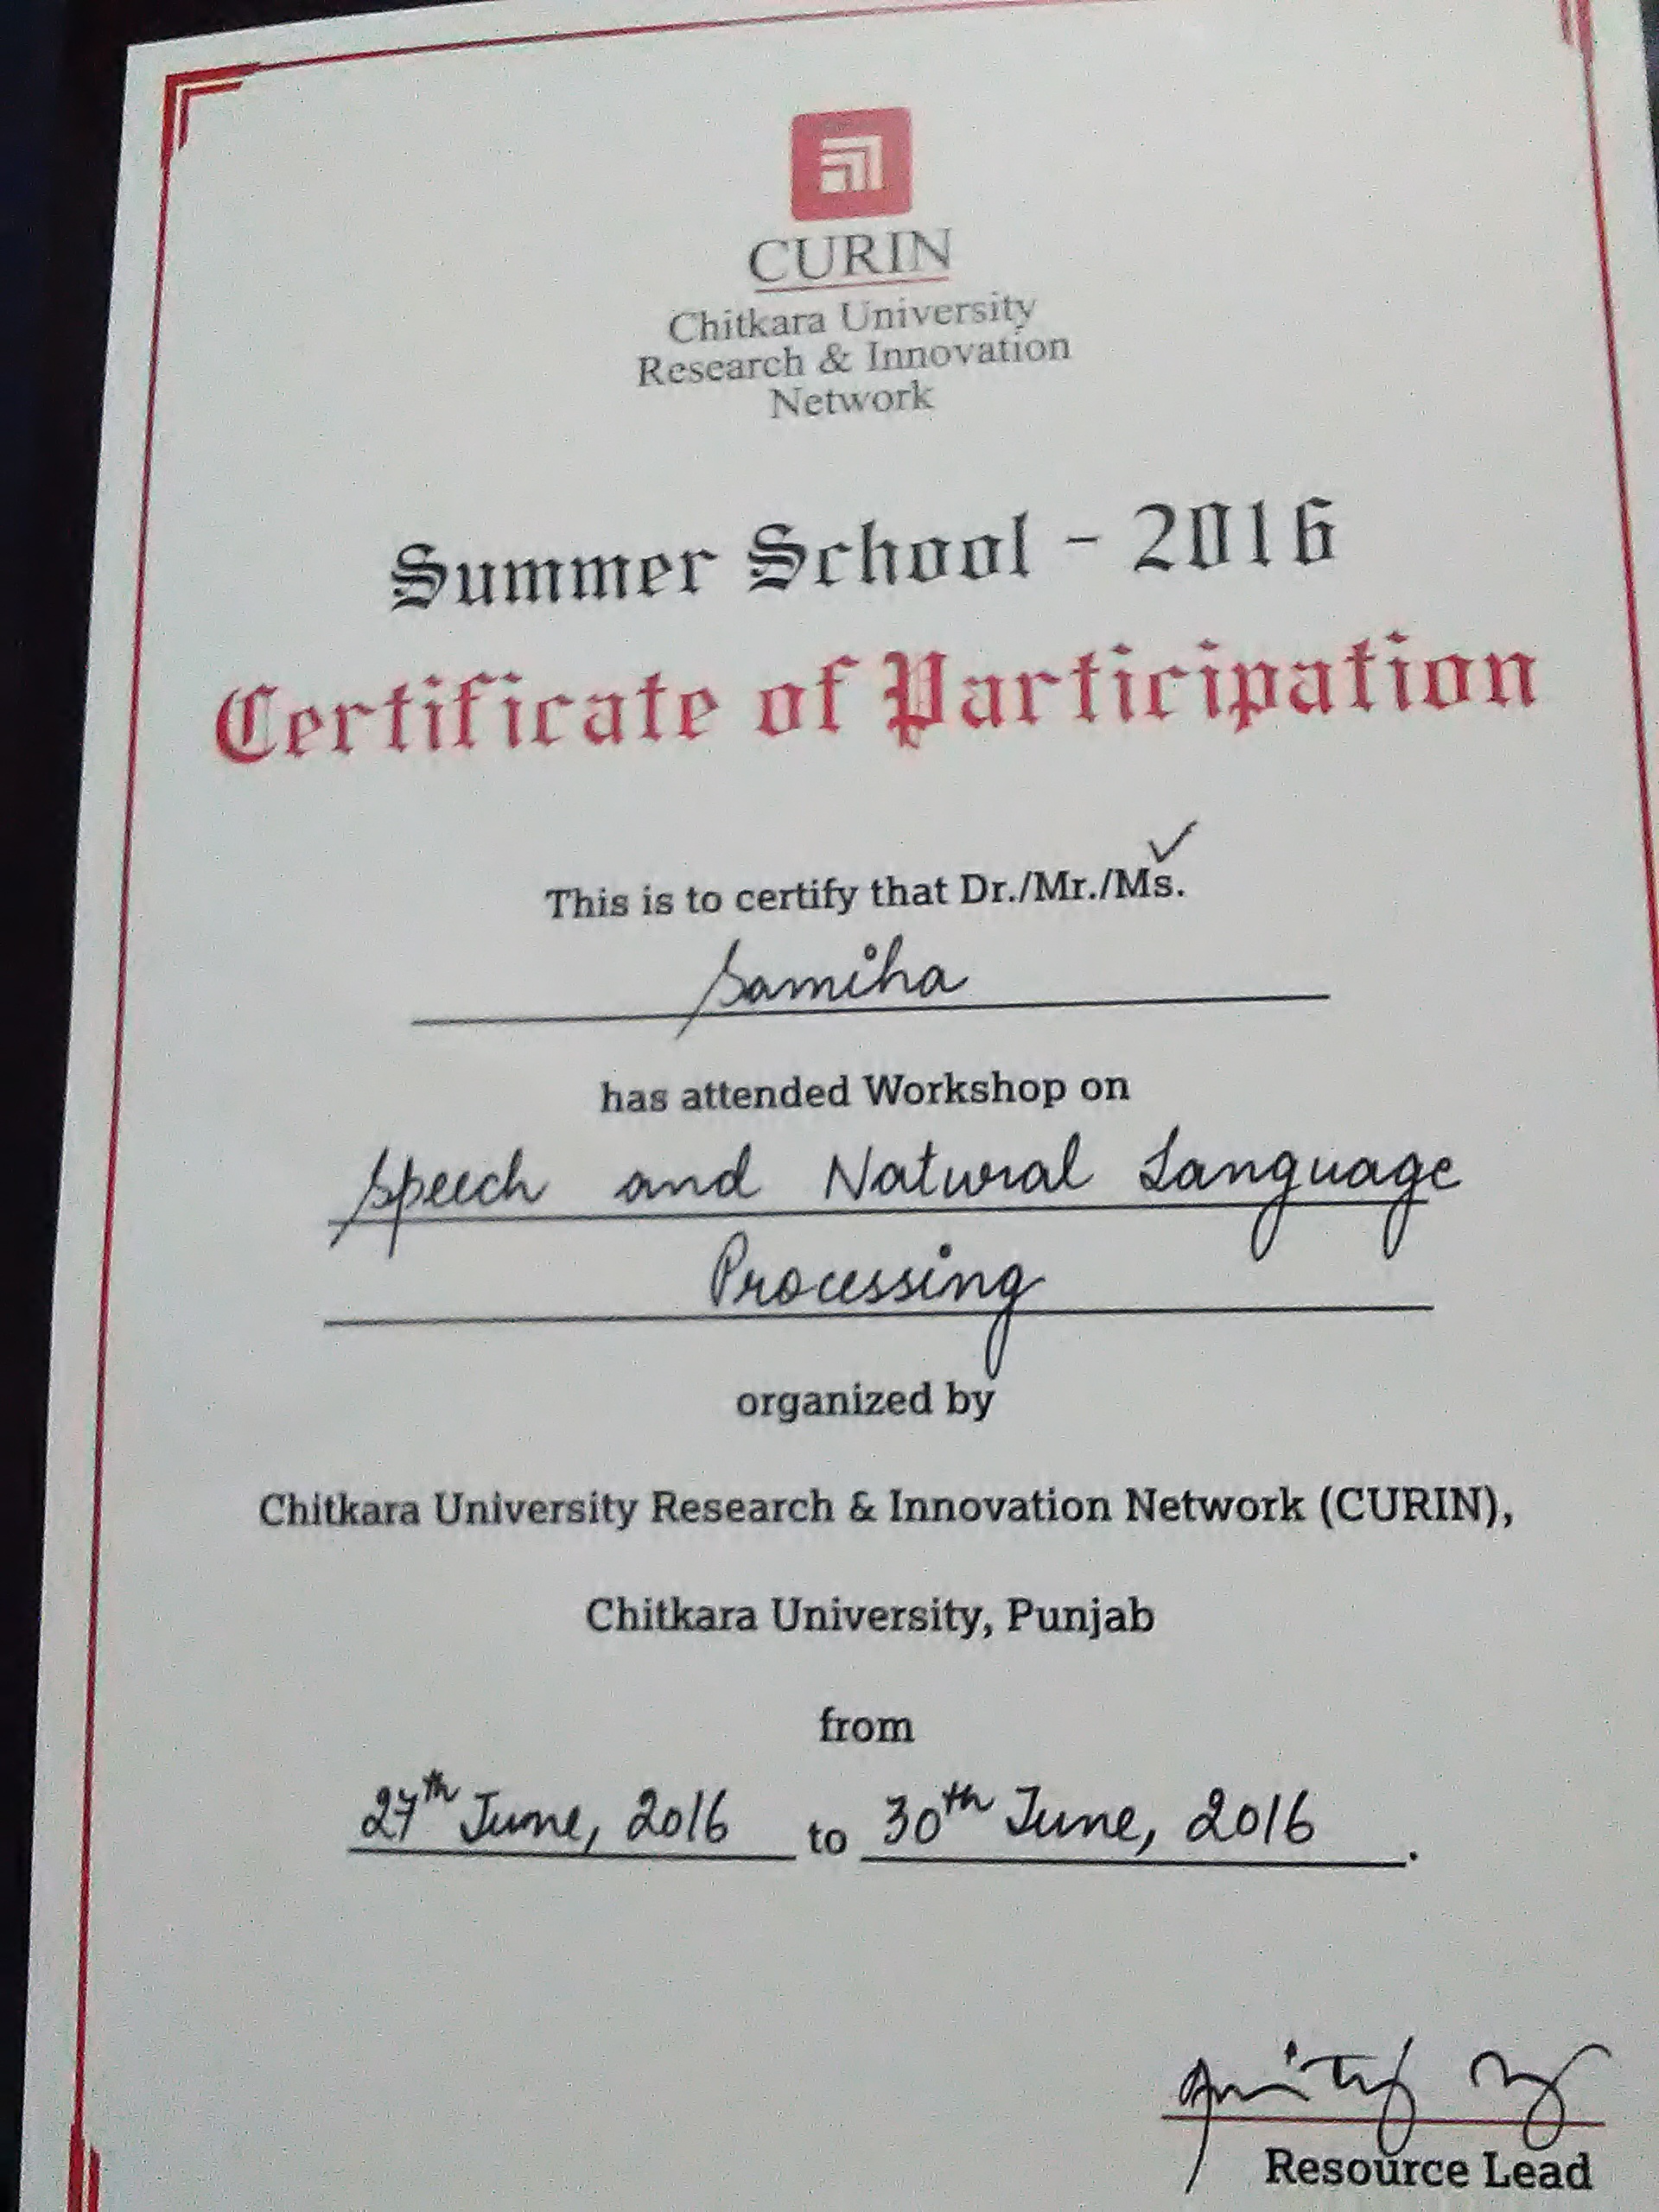 CURIN
Chitkara University
Research & Innovation
Network
Summer School - 2016
Certificate of Participation
✓
This is to certify that Dr./Mr./Ms.
Samiha
has attended Workshop on
Speech and Natural Language
Processing
organized by
Chitkara University Research & Innovation Network (CURIN),
Chitkara University, Punjab
from
27th June, 2016 to 30th June, 2016.
Resource Lead